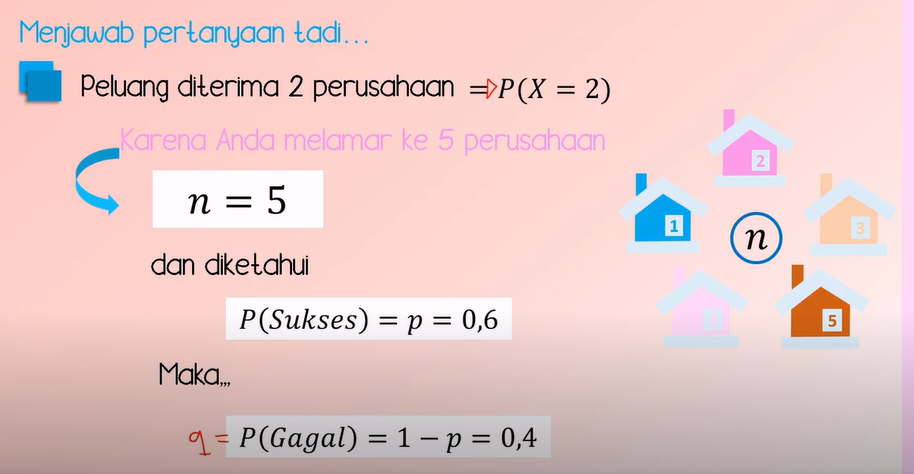 Menjawab pertanyaan tadi...
Peluang diterima 2 perusahaan ⇒ P(X = 2)
Karena Anda melamar ke 5 perusahaan
n = 5
dan diketahui
P(Sukses) = p = 0,6
Maka,,,
q = P(Gagal) = 1 − p = 0,4
2
1
3
n
4
5